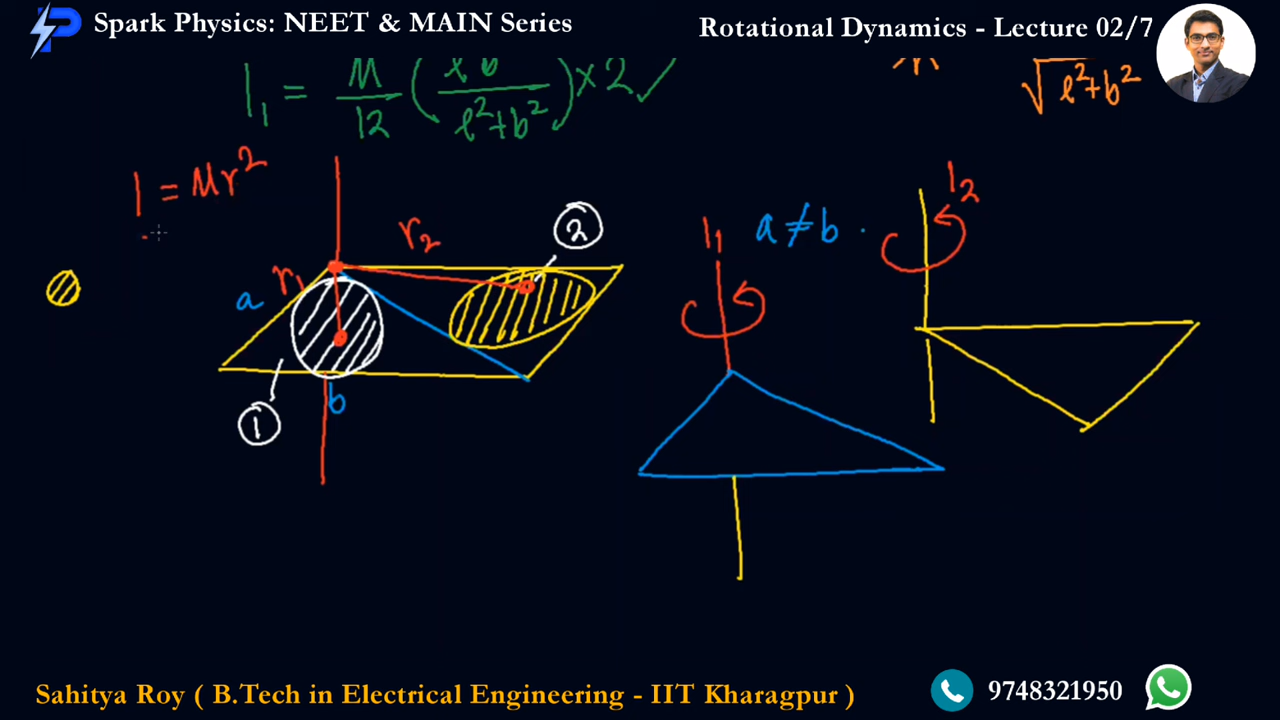 Spark Physics: NEET & MAIN Series
Rotational Dynamics - Lecture 02/7
I₁ = M/12 (ℓb/ℓ²+b²) × 2 ✓
√ℓ²+b²
I = Mr²
r₁
r₂
②
a
b
①
I₁
a ≠ b .
I₂
Sahitya Roy ( B.Tech in Electrical Engineering - IIT Kharagpur )
9748321950